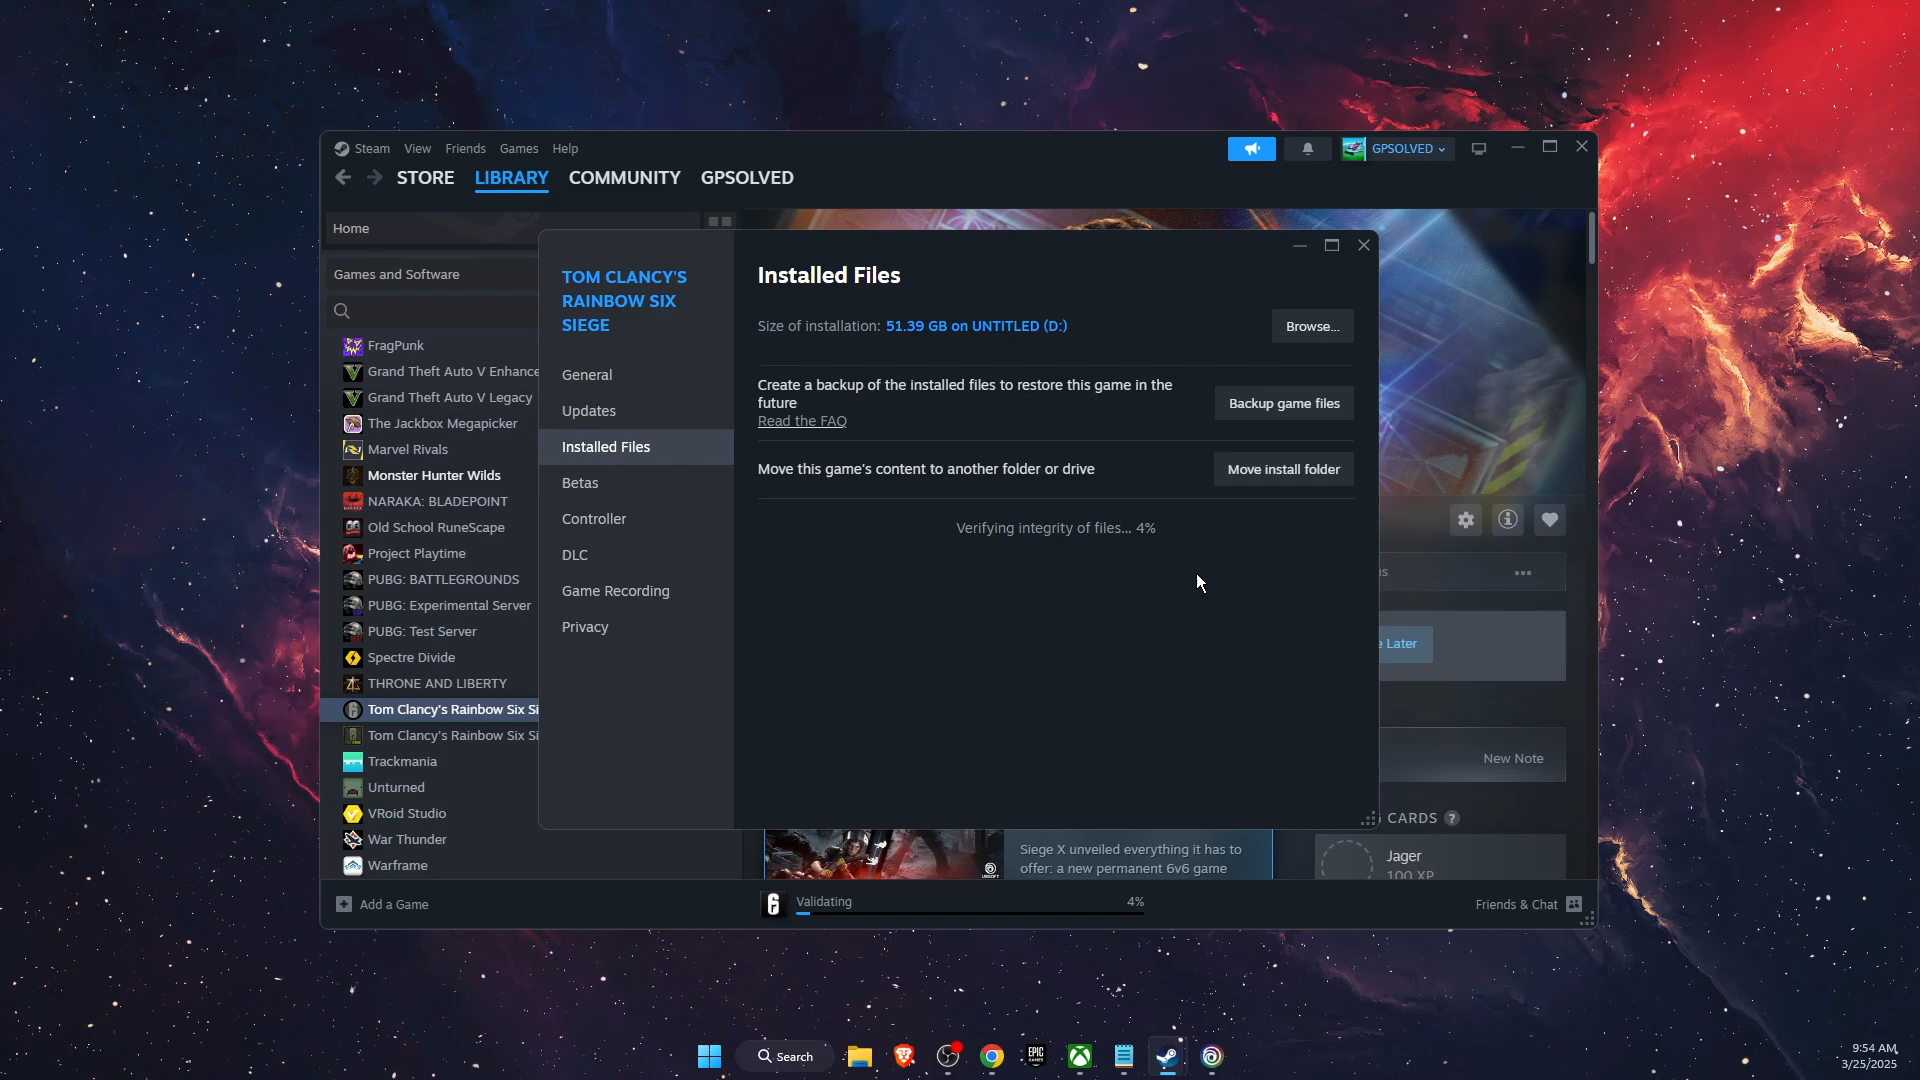 Steam View Friends Games Help
GPSOLVED
STORE LIBRARY COMMUNITY GPSOLVED
Home
Games and Software
FragPunk
Grand Theft Auto V Enhance
Grand Theft Auto V Legacy
The Jackbox Megapicker
Marvel Rivals
Monster Hunter Wilds
NARAKA: BLADEPOINT
Old School RuneScape
Project Playtime
PUBG: BATTLEGROUNDS
PUBG: Experimental Server
PUBG: Test Server
Spectre Divide
THRONE AND LIBERTY
Tom Clancy's Rainbow Six Si
Tom Clancy's Rainbow Six Si
Trackmania
Unturned
VRoid Studio
War Thunder
Warframe
TOM CLANCY'S
RAINBOW SIX
SIEGE
General
Updates
Installed Files
Betas
Controller
DLC
Game Recording
Privacy
Installed Files
Size of installation: 51.39 GB on UNTITLED (D:)
Browse...
Create a backup of the installed files to restore this game in the
future
Read the FAQ
Backup game files
Move this game's content to another folder or drive
Move install folder
Verifying integrity of files... 4%
e Later
New Note
CARDS ?
Jager
100 XP
UBISOFT
Siege X unveiled everything it has to
offer: a new permanent 6v6 game
Add a Game
Validating 4%
Friends & Chat
Search
EPIC
GAMES
9:54 AM
3/25/2025